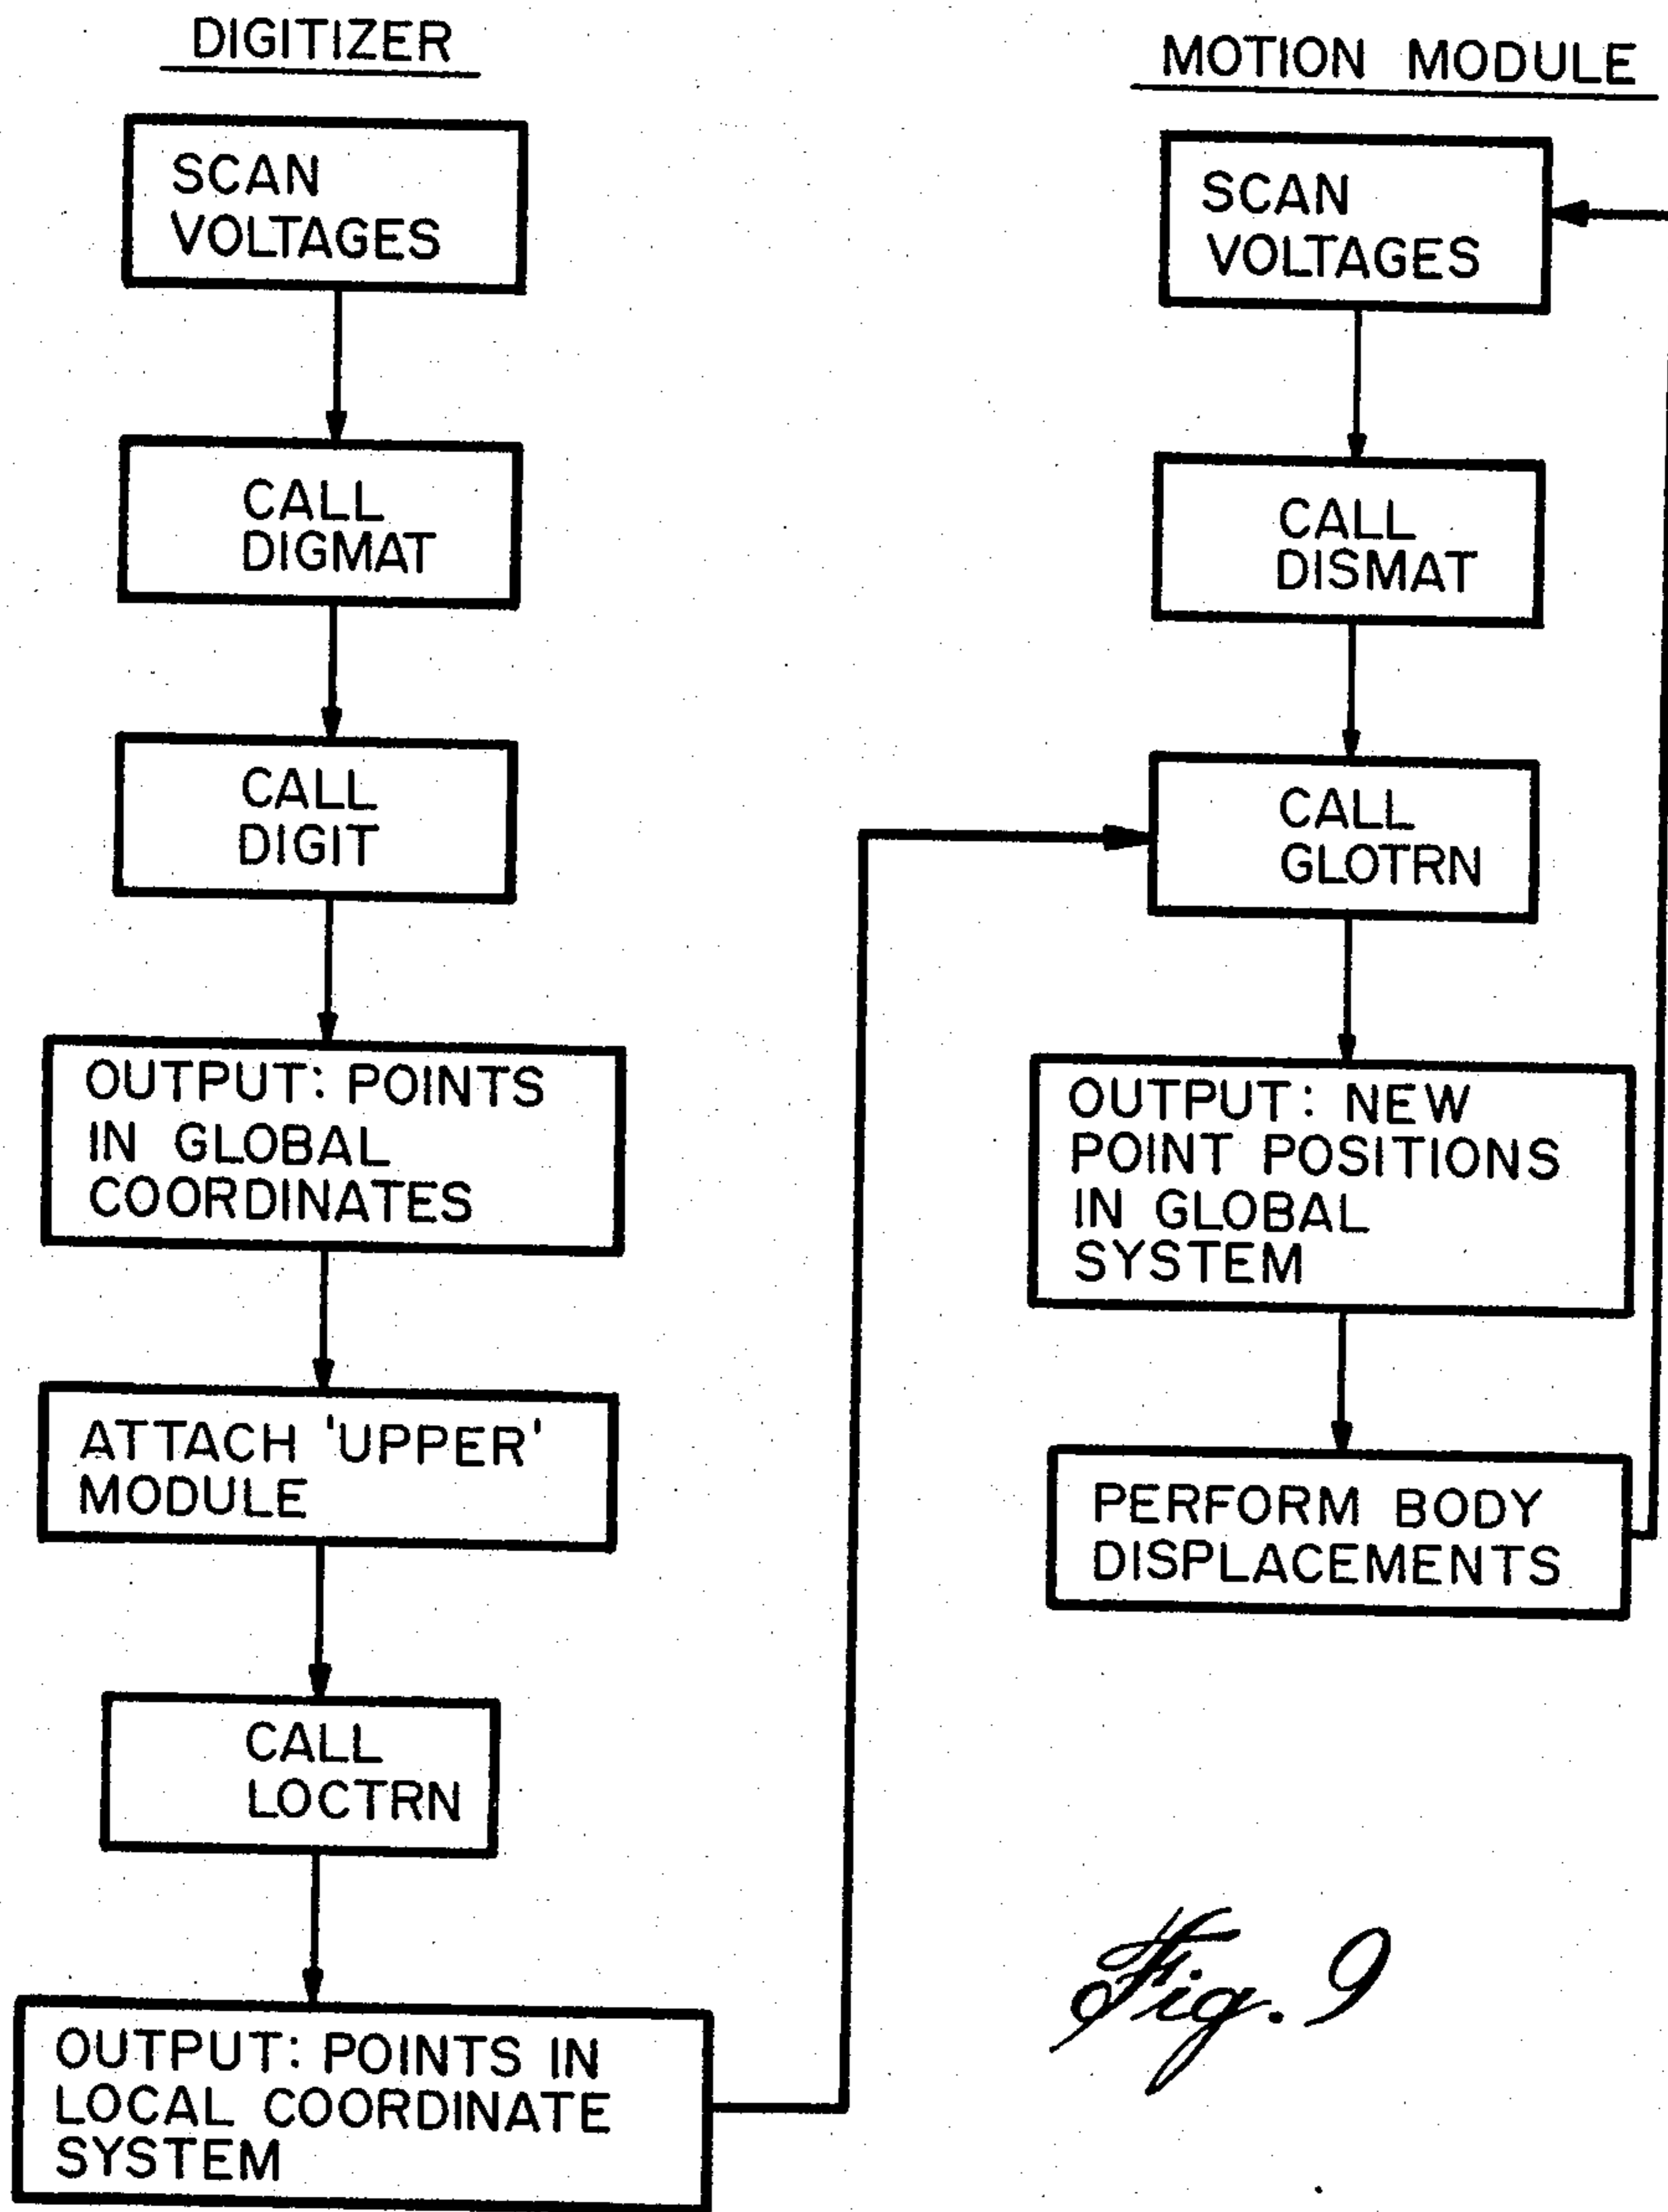 DIGITIZER
SCAN
VOLTAGES
CALL
DIGMAT
CALL
DIGIT
OUTPUT: POINTS
IN GLOBAL
COORDINATES
ATTACH 'UPPER'
MODULE
CALL
LOCTRN
OUTPUT: POINTS IN
LOCAL COORDINATE
SYSTEM
MOTION MODULE
SCAN
VOLTAGES
CALL
DISMAT
CALL
GLOTRN
OUTPUT: NEW
POINT POSITIONS
IN GLOBAL
SYSTEM
PERFORM BODY
DISPLACEMENTS
Fig. 9